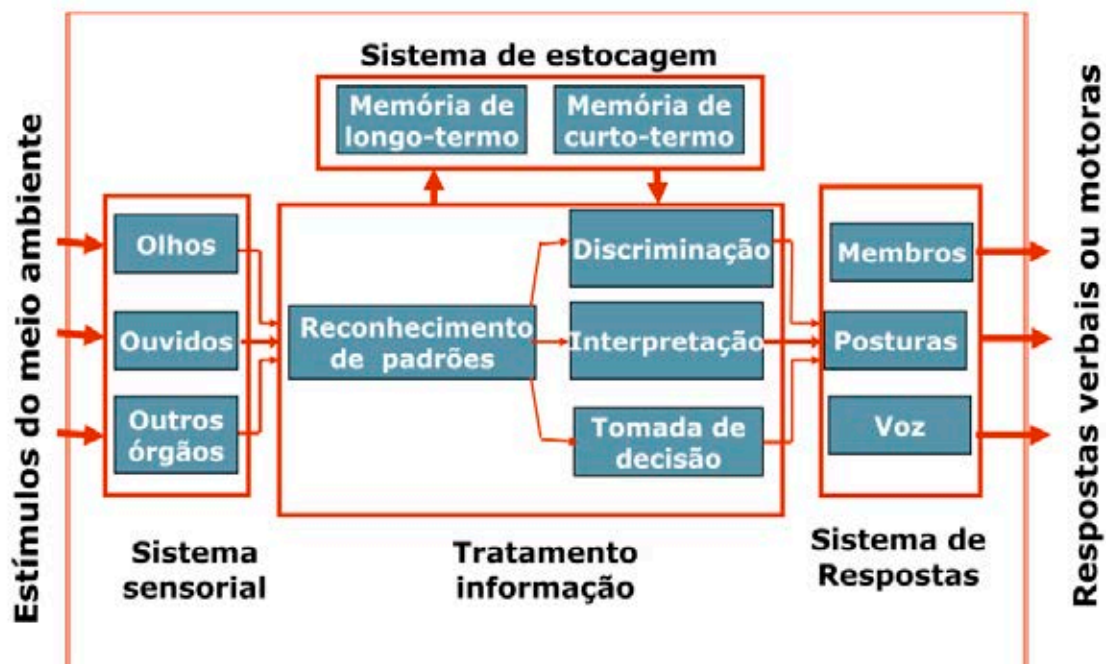 Estímulos do meio ambiente
Sistema de estocagem
Memória de
longo-termo
Memória de
curto-termo
Olhos
Ouvidos
Outros
órgãos
Sistema
sensorial
Reconhecimento
de padrões
Discriminação
Interpretação
Tomada de
decisão
Tratamento
informação
Membros
Posturas
Voz
Sistema de
Respostas
Respostas verbais ou motoras